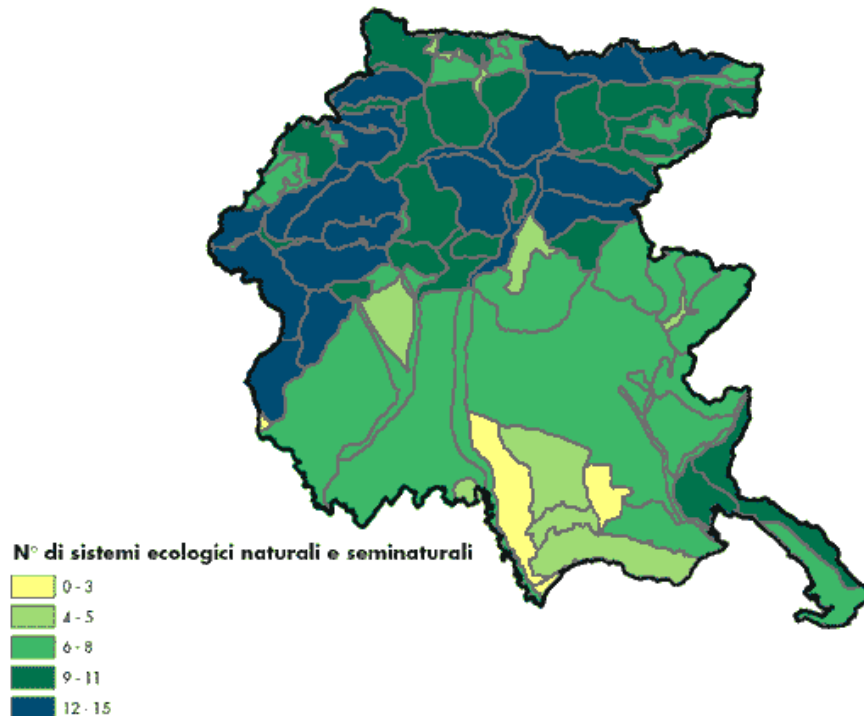 N° di sistemi ecologici naturali e seminaturali
0 - 3
4 - 5
6 - 8
9 - 11
12 - 15